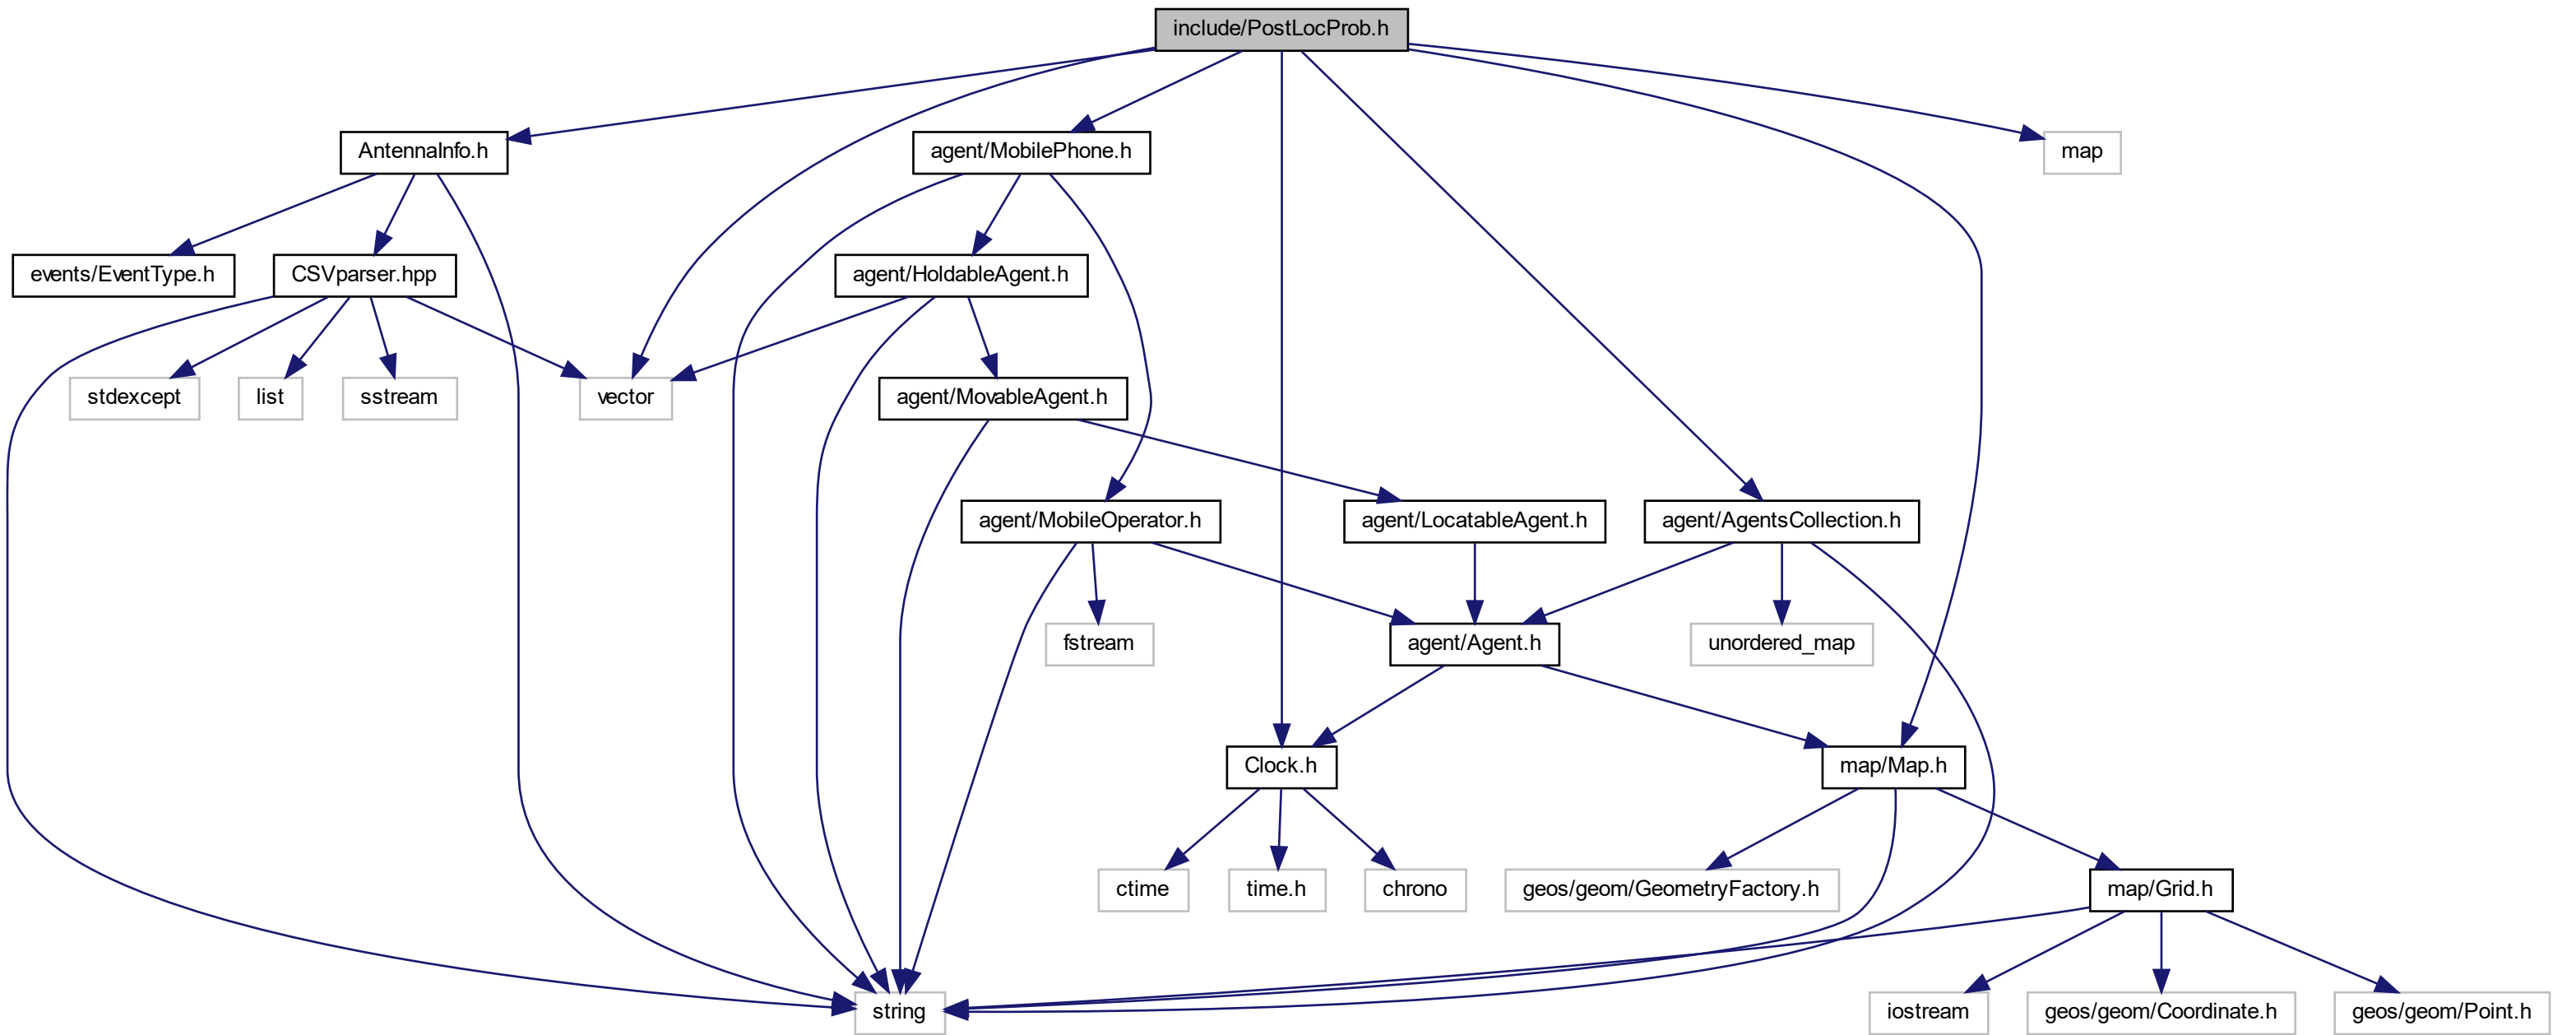 include/PostLocProb.h
AntennaInfo.h
agent/MobilePhone.h
map
events/EventType.h
CSVparser.hpp
agent/HoldableAgent.h
stdexcept
list
sstream
vector
agent/MovableAgent.h
agent/MobileOperator.h
agent/LocatableAgent.h
agent/AgentsCollection.h
fstream
agent/Agent.h
unordered_map
Clock.h
map/Map.h
ctime
time.h
chrono
geos/geom/GeometryFactory.h
map/Grid.h
string
iostream
geos/geom/Coordinate.h
geos/geom/Point.h